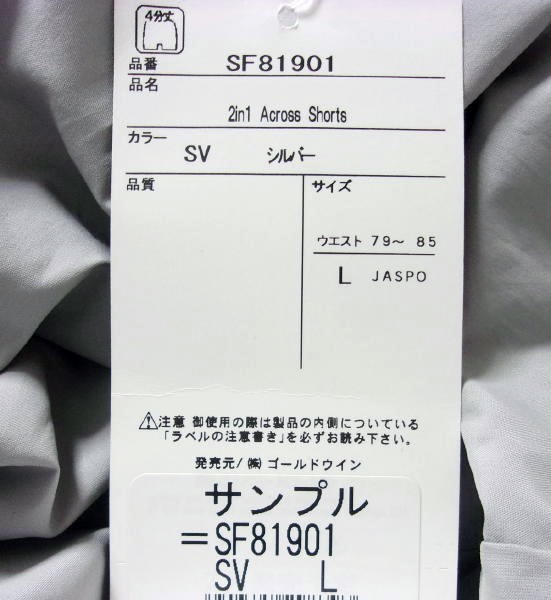 4分丈
品番 SF81901
品名
2in1 Across Shorts
カラー
SV シルバー
品質 サイズ
ウエスト 79〜 85
L JASPO
⚠注意 御使用の際は製品の内側についている
「ラベルの注意書き」を必ずお読み下さい。
発売元/㈱ゴールドウイン
サンプル
=SF81901
SV L